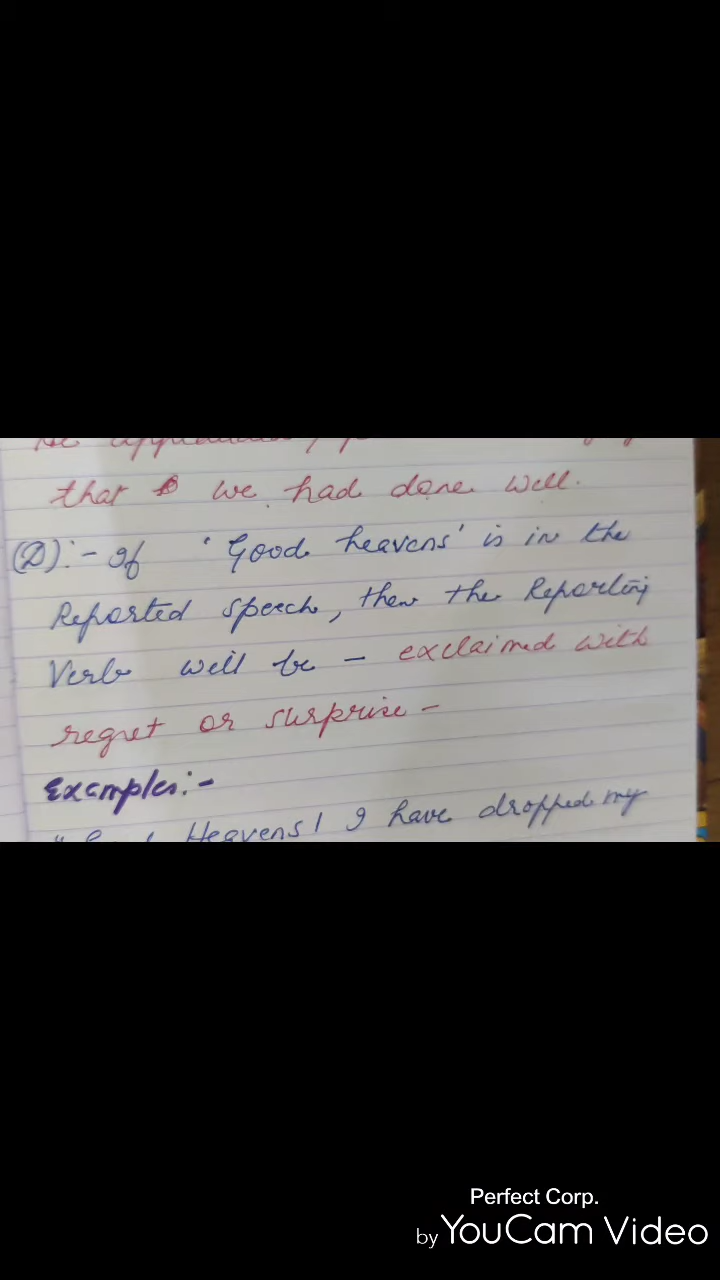 that we had done well.
(D):- If 'Good heavens' is in the
Reported speech, then the Reporting
Verb will be - exclaimed with
regret or surprise -
Examples:-
Heavens! I have dropped my
Perfect Corp.
by YouCam Video